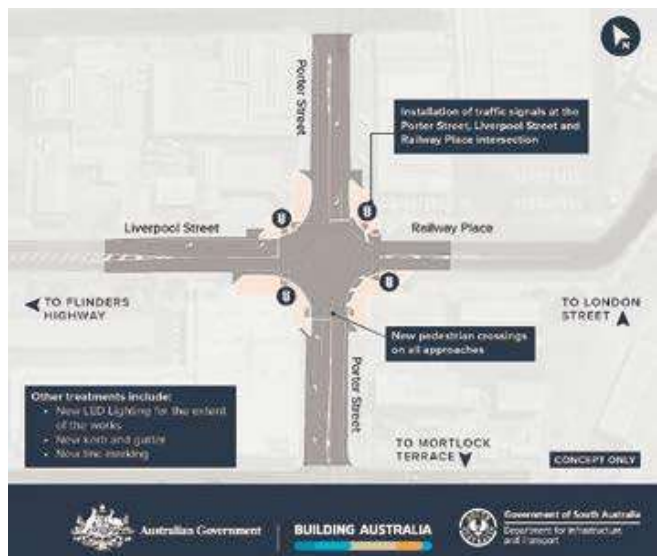 N
Porter Street
Installation of traffic signals at the
Porter Street, Liverpool Street and
Railway Place intersection
Liverpool Street
Railway Place
TO FLINDERS
HIGHWAY
TO LONDON
STREET
New pedestrian crossings
on all approaches
Porter Street
Other treatments include:
• New LED Lighting for the extent
of the works
• New kerb and gutter
• New line marking
TO MORTLOCK
TERRACE
CONCEPT ONLY
Australian Government
BUILDING AUSTRALIA
Government of South Australia
Department for Infrastructure
and Transport